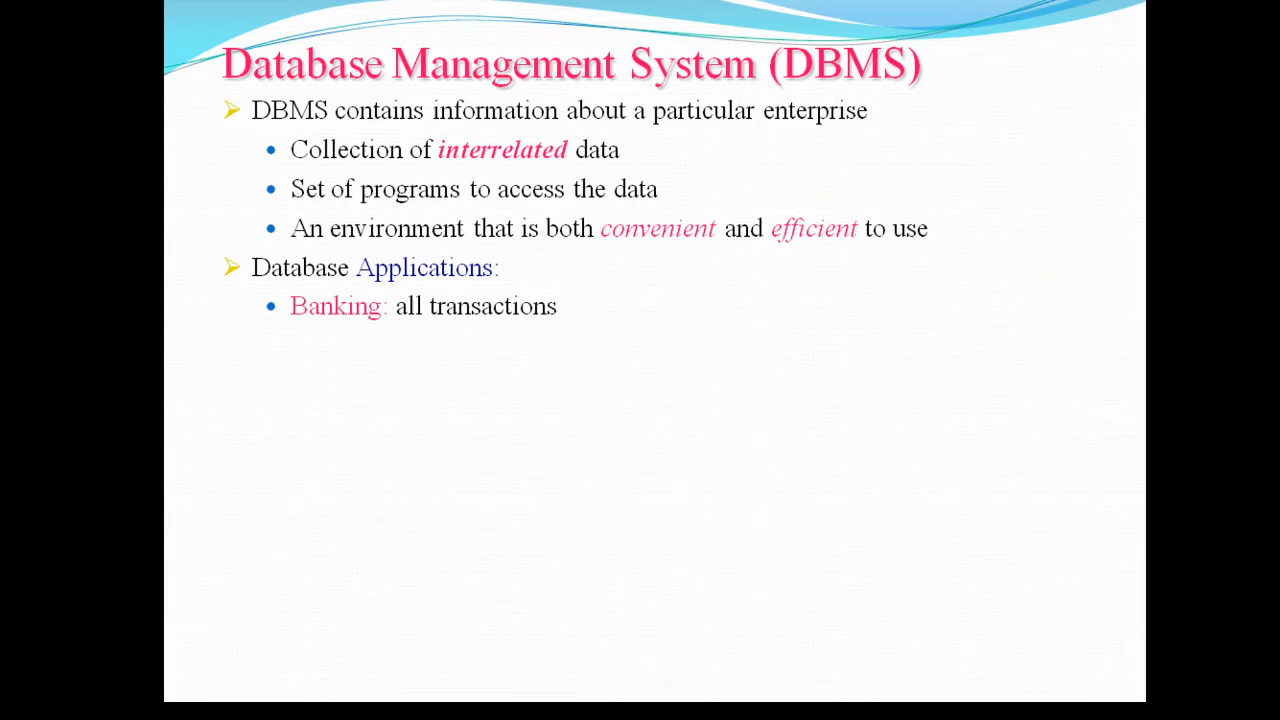 Database Management System (DBMS)
DBMS contains information about a particular enterprise
Collection of interrelated data
Set of programs to access the data
An environment that is both convenient and efficient to use
Database Applications:
Banking: all transactions